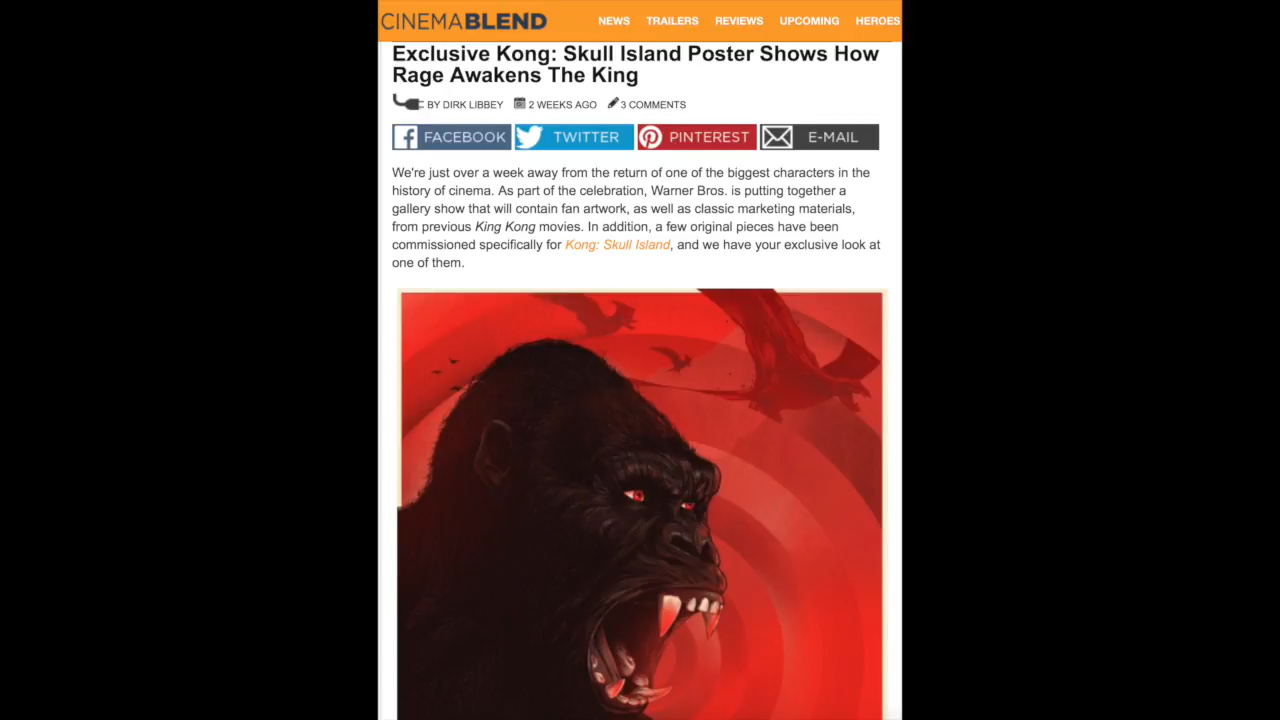 CINEMABLEND NEWS TRAILERS REVIEWS UPCOMING HEROES
Exclusive Kong: Skull Island Poster Shows How
Rage Awakens The King
BY DIRK LIBBEY 2 WEEKS AGO 3 COMMENTS
FACEBOOK TWITTER PINTEREST E-MAIL
We're just over a week away from the return of one of the biggest characters in the
history of cinema. As part of the celebration, Warner Bros. is putting together a
gallery show that will contain fan artwork, as well as classic marketing materials,
from previous King Kong movies. In addition, a few original pieces have been
commissioned specifically for Kong: Skull Island, and we have your exclusive look at
one of them.